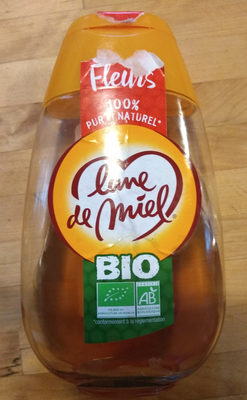 Fleurs
100%
PUR & NATUREL*
lune
de miel
BIO
AB
*conformément à la réglementation